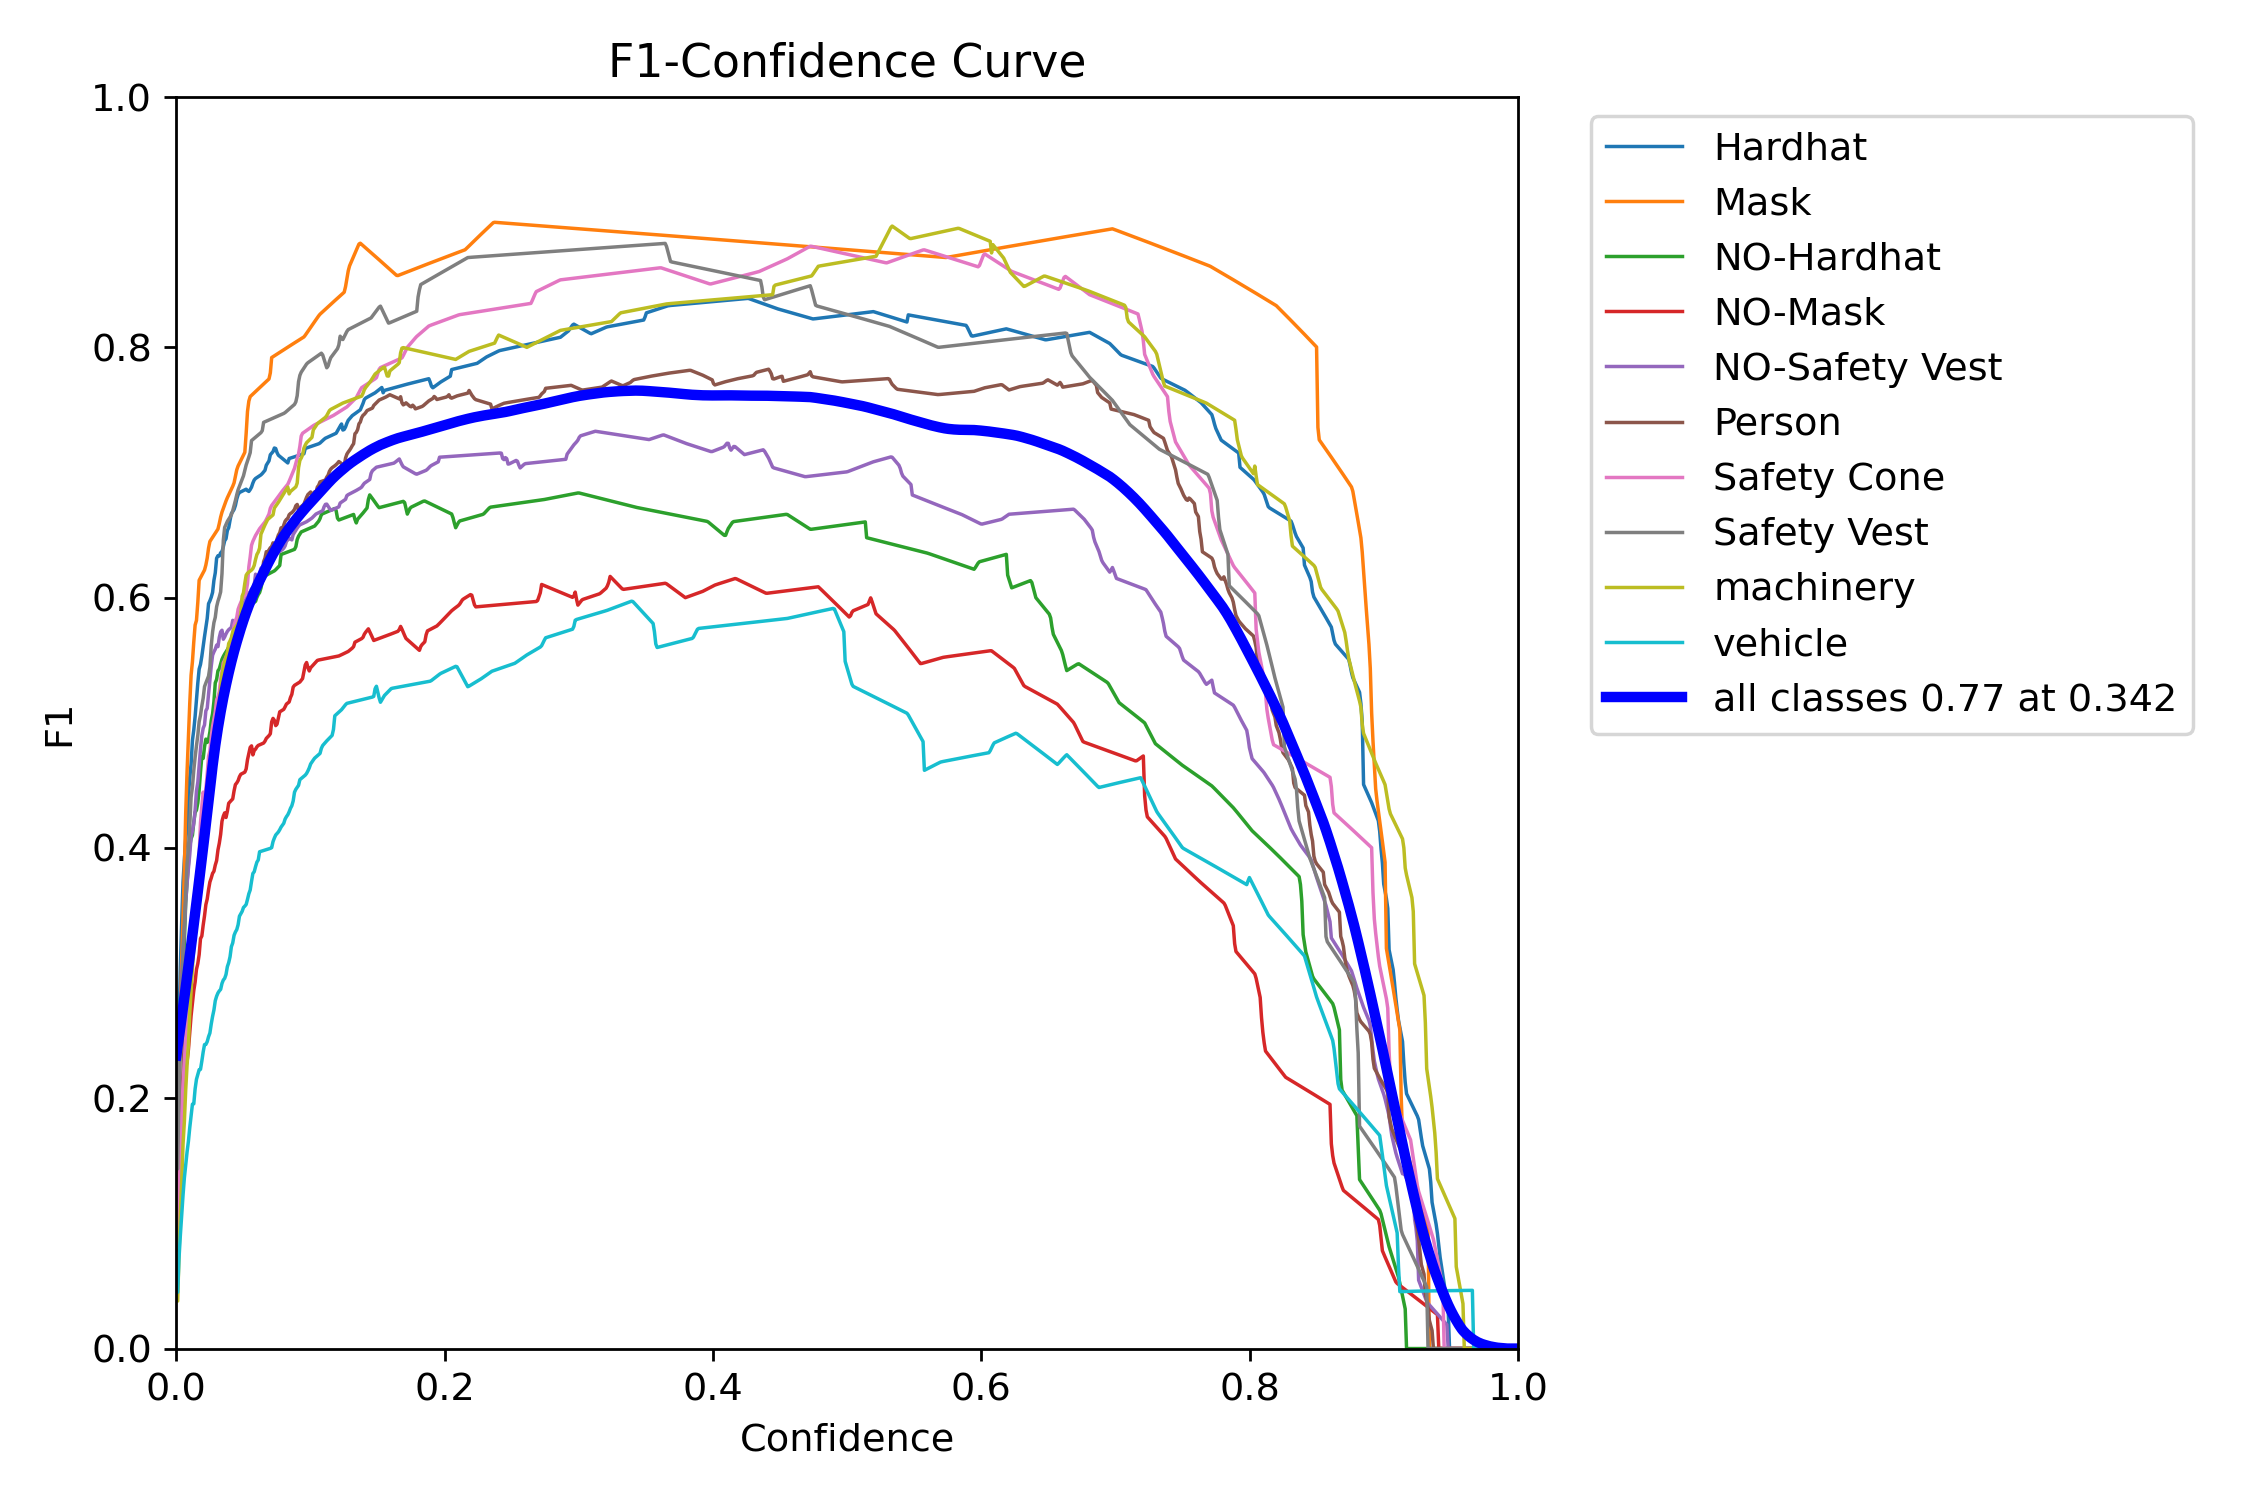 F1-Confidence Curve
1.0
0.8
0.6
0.4
0.2
0.0
F1
0.0 0.2 0.4 0.6 0.8 1.0
Confidence
Hardhat
Mask
NO-Hardhat
NO-Mask
NO-Safety Vest
Person
Safety Cone
Safety Vest
machinery
vehicle
all classes 0.77 at 0.342